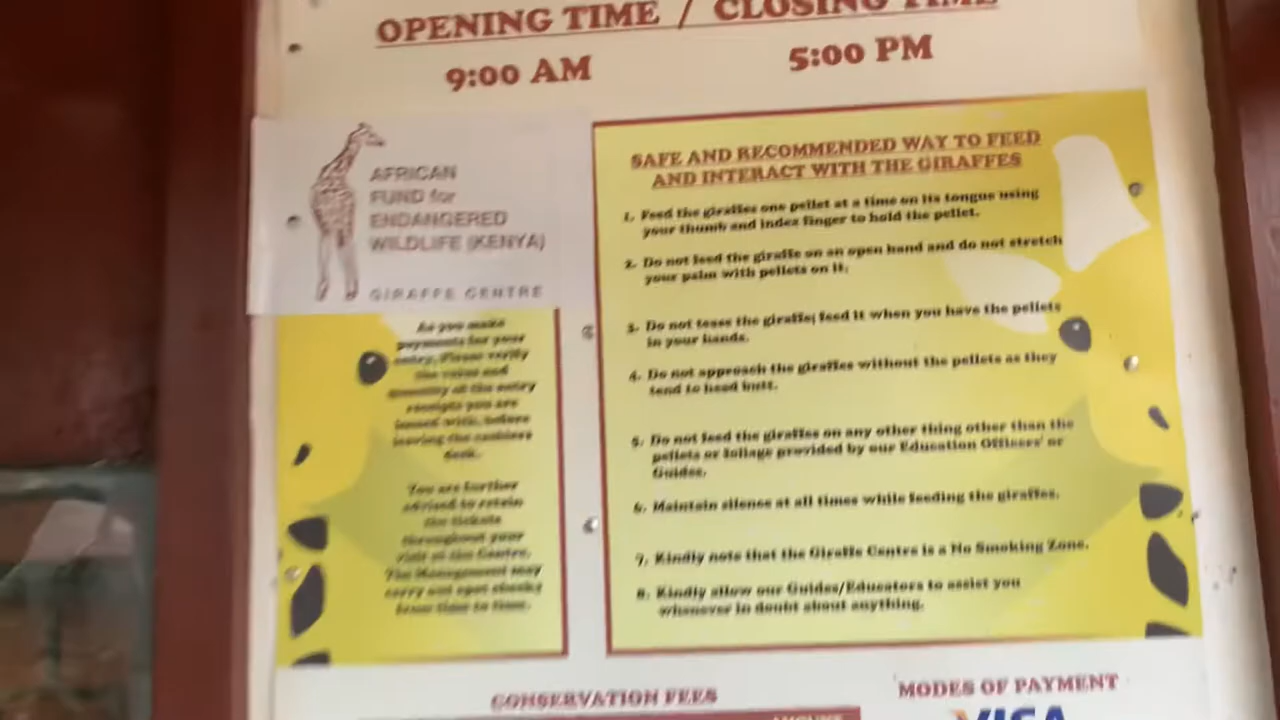 OPENING TIME / CLOSING TIME
9:00 AM
5:00 PM
AFRICAN
FUND for
ENDANGERED
WILDLIFE (KENYA)
GIRAFFE CENTRE
As you make
payments for your
entry, Please verify
the value and
quantity of the entry
receipts you are
issued with, before
leaving the cashiers
desk.
You are further
advised to retain
the tickets
throughout your
visit at the Centre.
The Management may
carry out spot checks
from time to time.
SAFE AND RECOMMENDED WAY TO FEED
AND INTERACT WITH THE GIRAFFES
1. Feed the giraffes one pellet at a time on its tongue using
your thumb and index finger to hold the pellet.
2. Do not feed the giraffe on an open hand and do not stretch
your palm with pellets on it.
3. Do not tease the giraffe; feed it when you have the pellets
in your hands.
4. Do not approach the giraffes without the pellets as they
tend to head butt.
5. Do not feed the giraffes on any other thing other than the
pellets or foliage provided by our Education Officers' or
Guides.
6. Maintain silence at all times while feeding the giraffes.
7. Kindly note that the Giraffe Centre is a No Smoking Zone.
8. Kindly allow our Guides/Educators to assist you
whenever in doubt about anything.
CONSERVATION FEES
AMOUNT
MODES OF PAYMENT
VISA